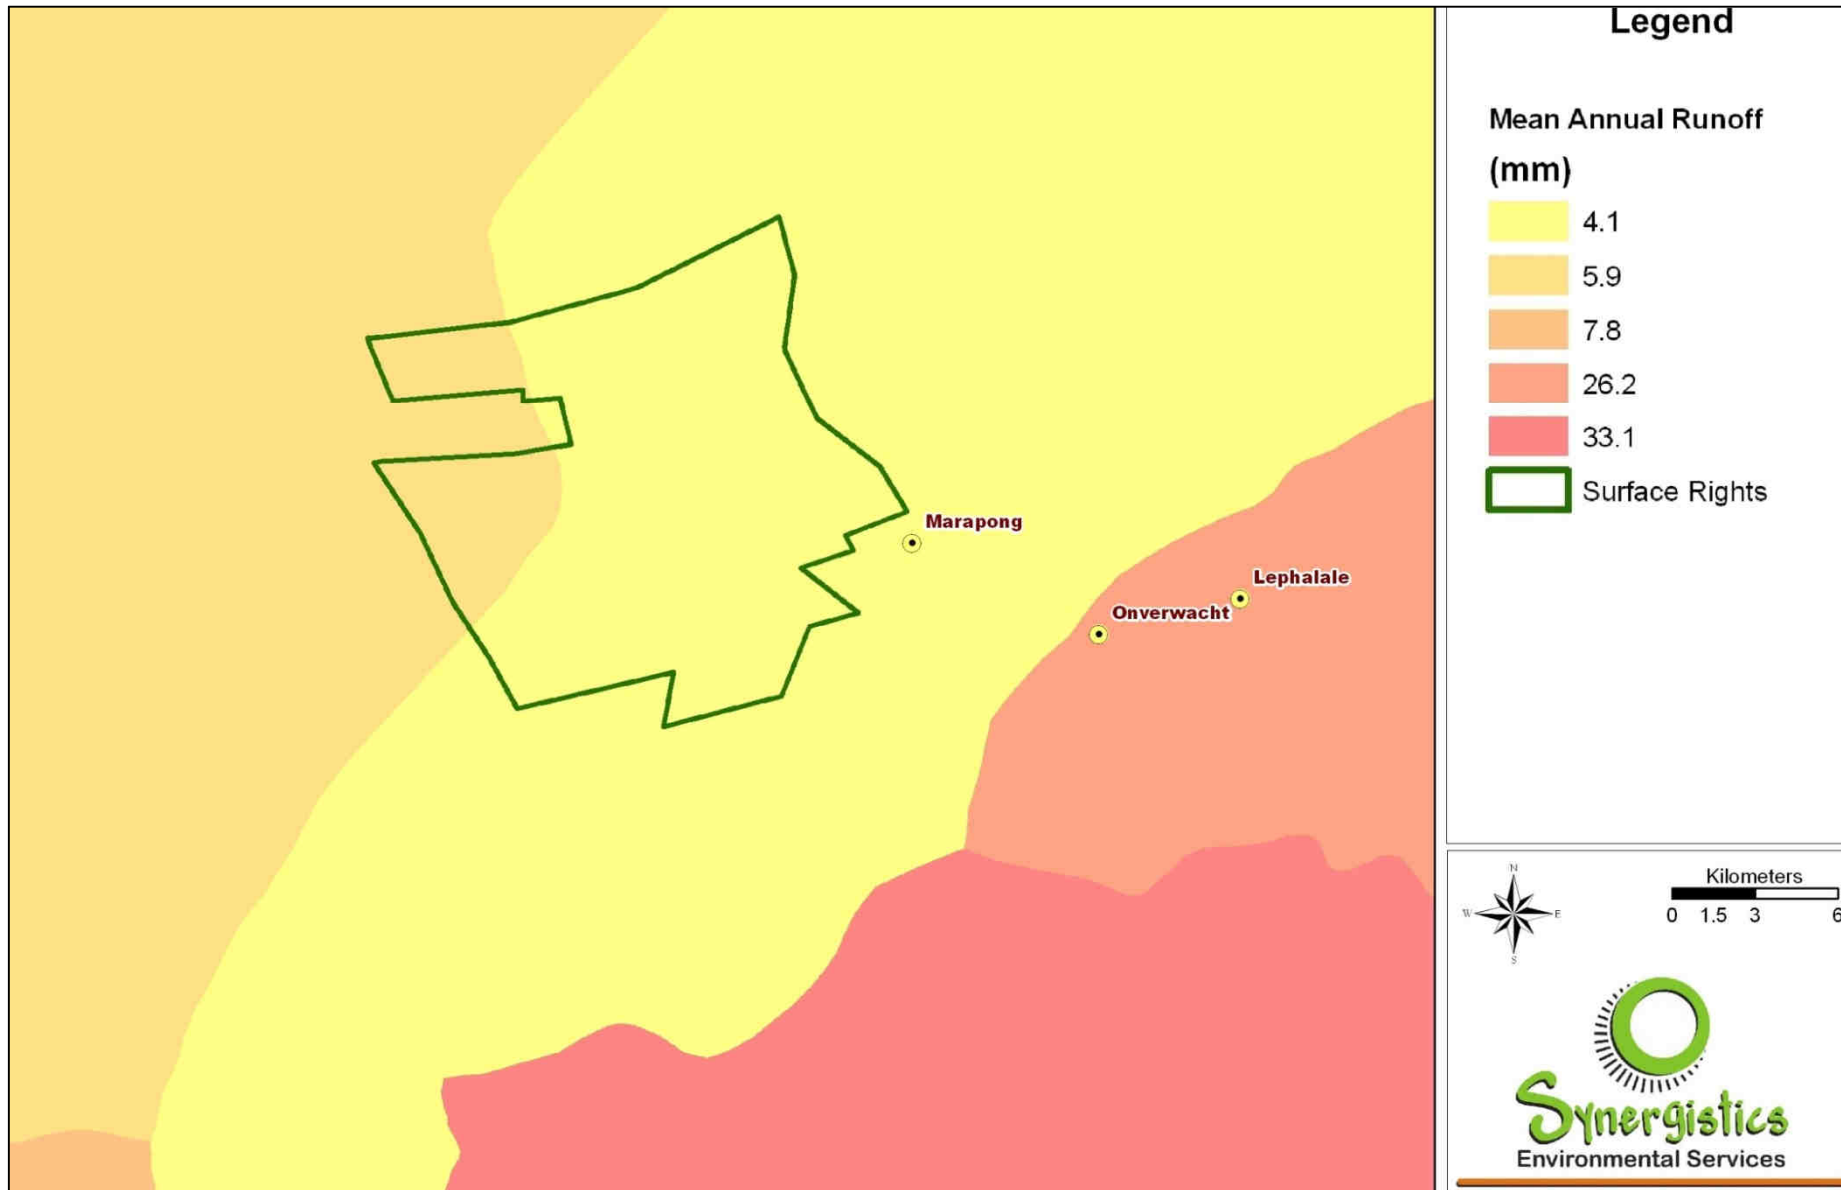 Legend
Mean Annual Runoff
(mm)
4.1
5.9
7.8
26.2
33.1
Surface Rights
Marapong
Lephalale
Onverwacht
N
W E
S
Kilometers
0 1.5 3 6
Synergistics
Environmental Services